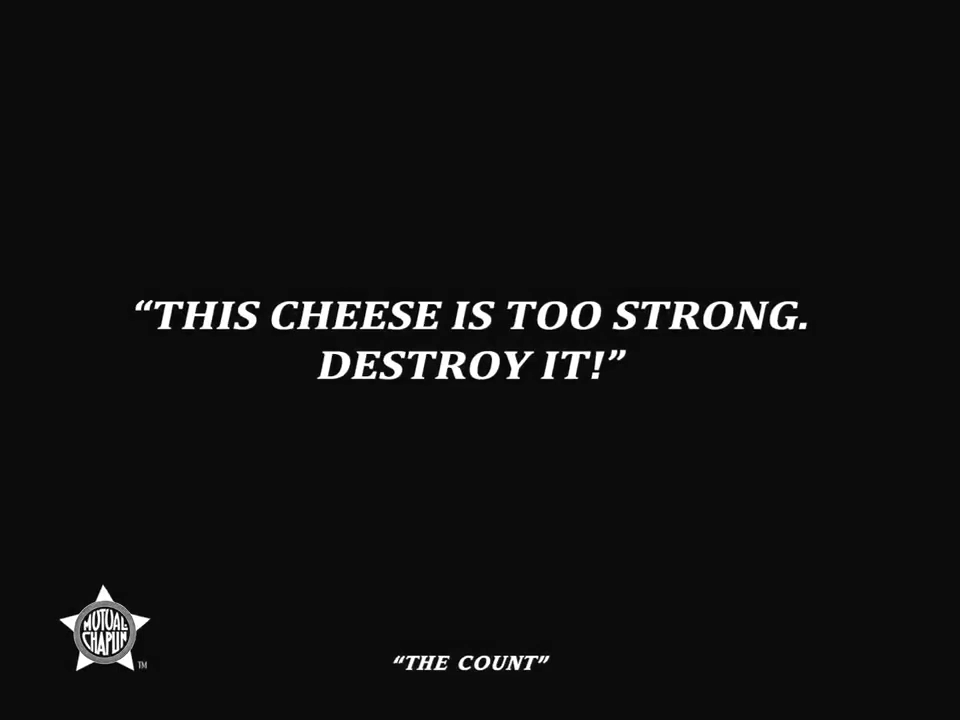 “THIS CHEESE IS TOO STRONG.
DESTROY IT!”
MUTUAL
CHAPLIN
TM
“THE COUNT”